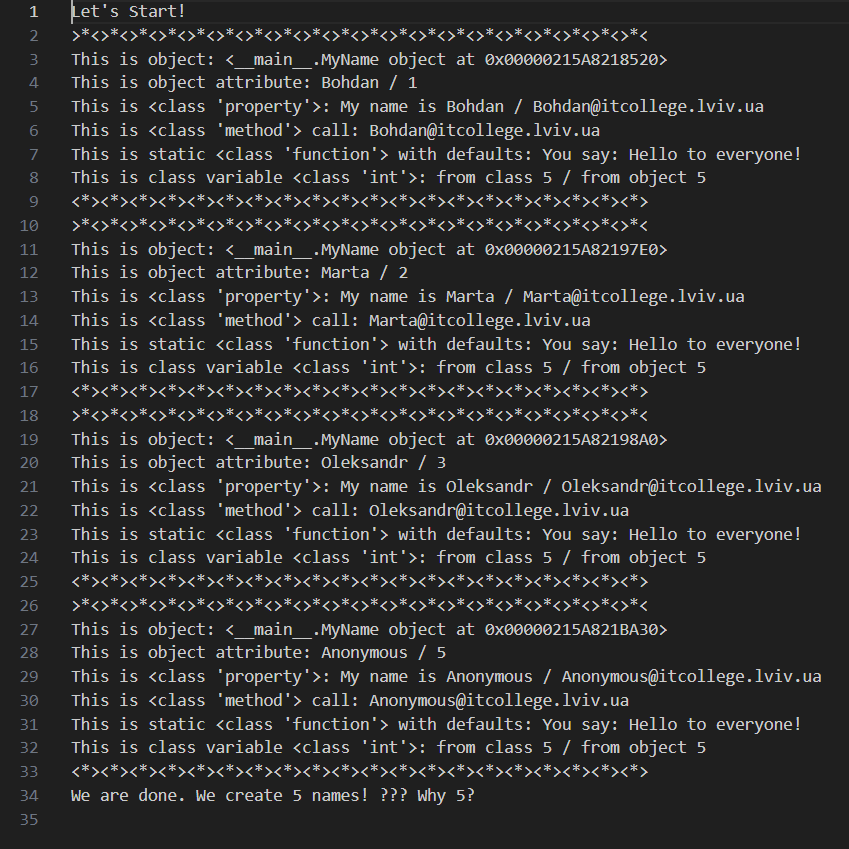 1 Let's Start!
2 >*<>*<>*<>*<>*<>*<>*<>*<>*<>*<>*<>*<>*<>*<>*<>*<>*<>*<>*<>*<
3 This is object: <__main__.MyName object at 0x00000215A8218520>
4 This is object attribute: Bohdan / 1
5 This is <class 'property'>: My name is Bohdan / Bohdan@itcollege.lviv.ua
6 This is <class 'method'> call: Bohdan@itcollege.lviv.ua
7 This is static <class 'function'> with defaults: You say: Hello to everyone!
8 This is class variable <class 'int'>: from class 5 / from object 5
9 <*><*><*><*><*><*><*><*><*><*><*><*><*><*><*><*><*><*><*><*>
10 >*<>*<>*<>*<>*<>*<>*<>*<>*<>*<>*<>*<>*<>*<>*<>*<>*<>*<>*<>*<
11 This is object: <__main__.MyName object at 0x00000215A82197E0>
12 This is object attribute: Marta / 2
13 This is <class 'property'>: My name is Marta / Marta@itcollege.lviv.ua
14 This is <class 'method'> call: Marta@itcollege.lviv.ua
15 This is static <class 'function'> with defaults: You say: Hello to everyone!
16 This is class variable <class 'int'>: from class 5 / from object 5
17 <*><*><*><*><*><*><*><*><*><*><*><*><*><*><*><*><*><*><*><*>
18 >*<>*<>*<>*<>*<>*<>*<>*<>*<>*<>*<>*<>*<>*<>*<>*<>*<>*<>*<>*<
19 This is object: <__main__.MyName object at 0x00000215A82198A0>
20 This is object attribute: Oleksandr / 3
21 This is <class 'property'>: My name is Oleksandr / Oleksandr@itcollege.lviv.ua
22 This is <class 'method'> call: Oleksandr@itcollege.lviv.ua
23 This is static <class 'function'> with defaults: You say: Hello to everyone!
24 This is class variable <class 'int'>: from class 5 / from object 5
25 <*><*><*><*><*><*><*><*><*><*><*><*><*><*><*><*><*><*><*><*>
26 >*<>*<>*<>*<>*<>*<>*<>*<>*<>*<>*<>*<>*<>*<>*<>*<>*<>*<>*<>*<
27 This is object: <__main__.MyName object at 0x00000215A821BA30>
28 This is object attribute: Anonymous / 5
29 This is <class 'property'>: My name is Anonymous / Anonymous@itcollege.lviv.ua
30 This is <class 'method'> call: Anonymous@itcollege.lviv.ua
31 This is static <class 'function'> with defaults: You say: Hello to everyone!
32 This is class variable <class 'int'>: from class 5 / from object 5
33 <*><*><*><*><*><*><*><*><*><*><*><*><*><*><*><*><*><*><*><*>
34 We are done. We create 5 names! ??? Why 5?
35